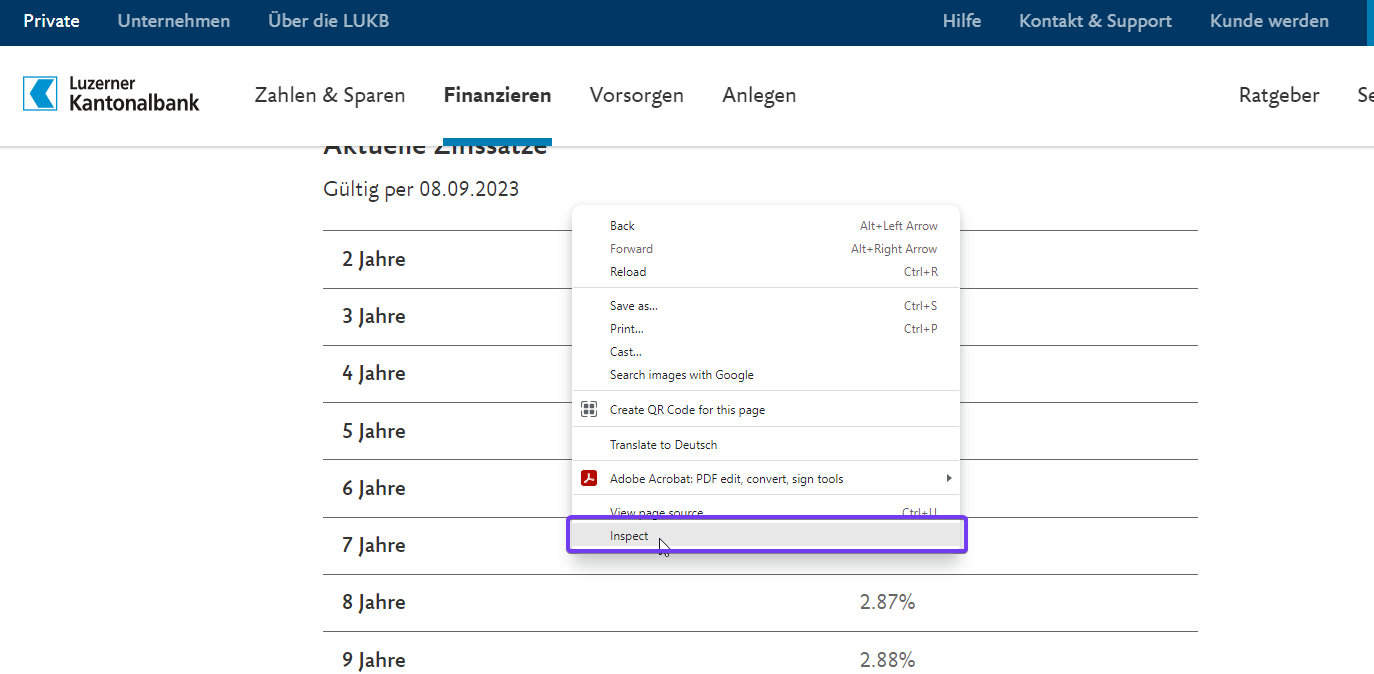 Private Unternehmen Über die LUKB Hilfe Kontakt & Support Kunde werden
Luzerner
Kantonalbank
Zahlen & Sparen Finanzieren Vorsorgen Anlegen Ratgeber
Aktuelle Zinssätze
Gültig per 08.09.2023
2 Jahre
3 Jahre
4 Jahre
5 Jahre
6 Jahre
7 Jahre
8 Jahre 2.87%
9 Jahre 2.88%
Back Alt+Left Arrow
Forward Alt+Right Arrow
Reload Ctrl+R
Save as... Ctrl+S
Print... Ctrl+P
Cast...
Search images with Google
Create QR Code for this page
Translate to Deutsch
Adobe Acrobat: PDF edit, convert, sign tools
View page source Ctrl+U
Inspect